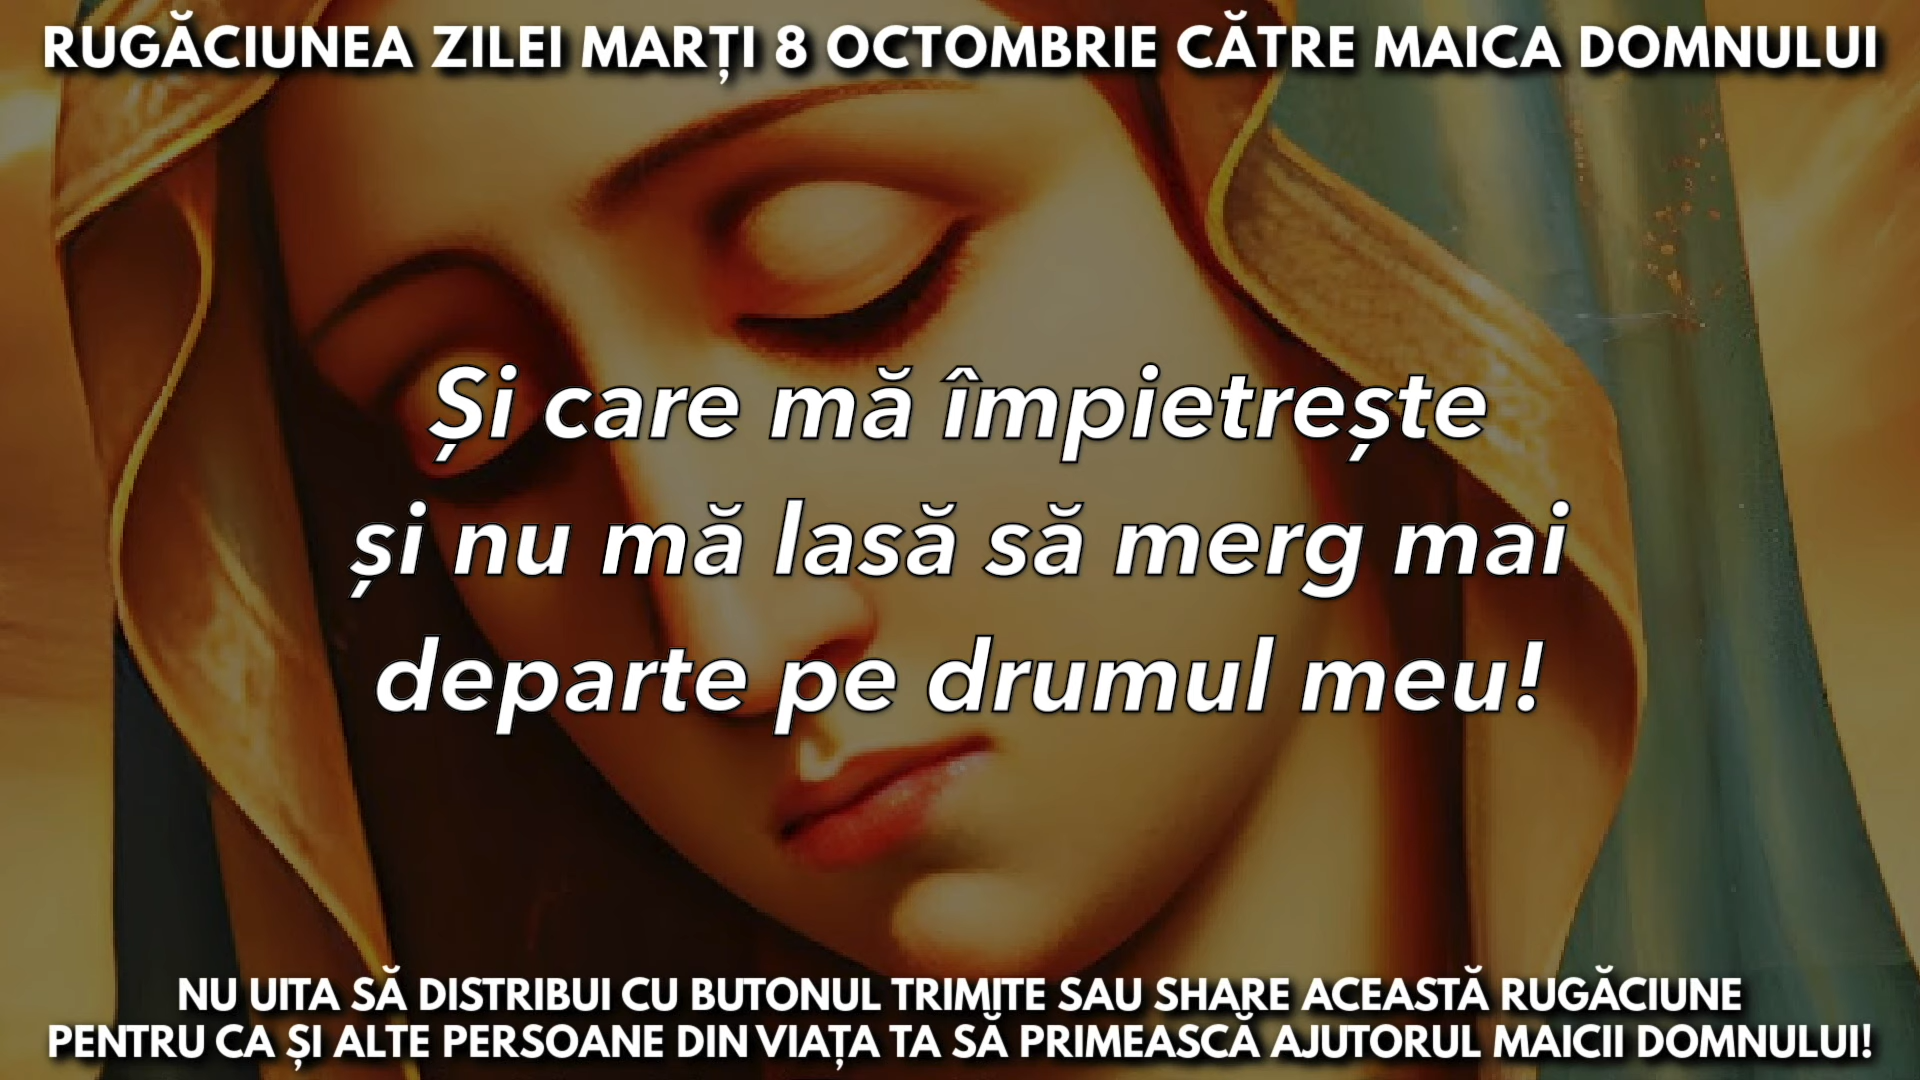 RUGĂCIUNEA ZILEI MARȚI 8 OCTOMBRIE CĂTRE MAICA DOMNULUI
Și care mă împietrește
și nu mă lasă să merg mai
departe pe drumul meu!
NU UITA SĂ DISTRIBUI CU BUTONUL TRIMITE SAU SHARE ACEASTĂ RUGĂCIUNE
PENTRU CA ȘI ALTE PERSOANE DIN VIAȚA TA SĂ PRIMEASCĂ AJUTORUL MAICII DOMNULUI!